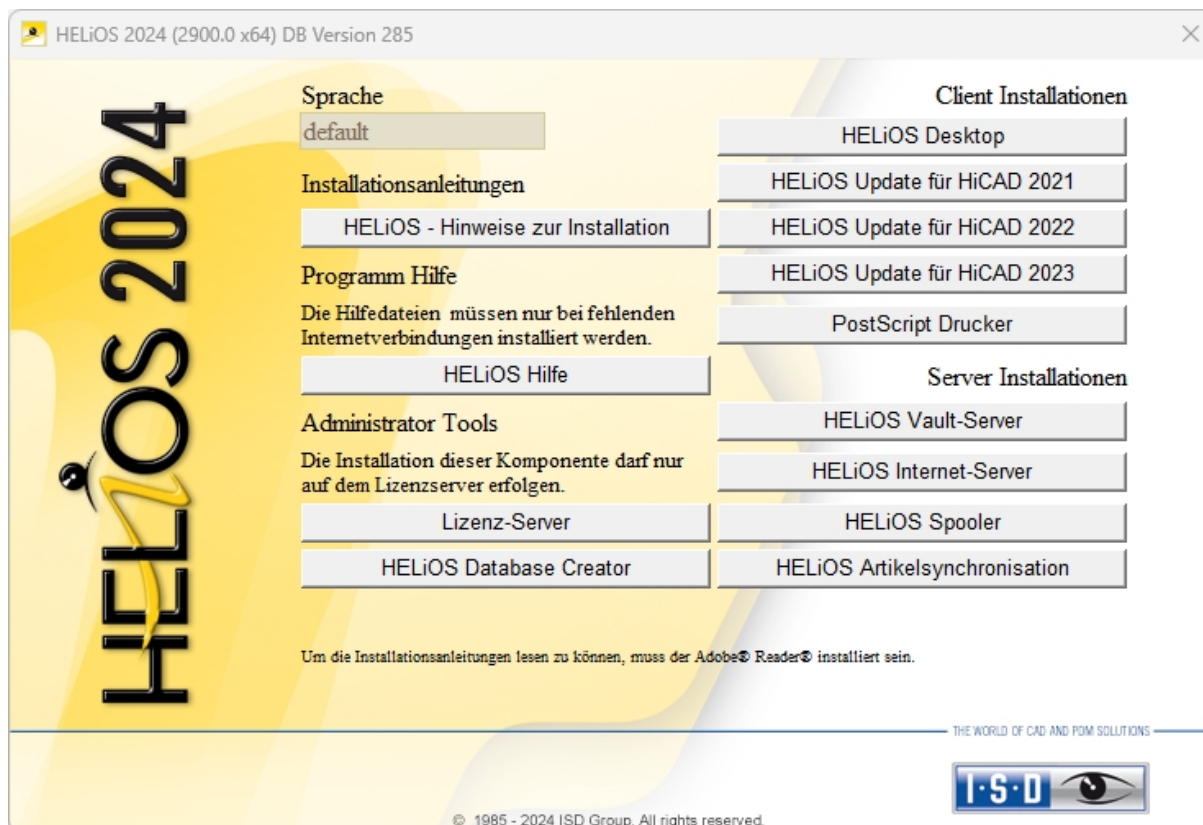 HELiOS 2024 (2900.0 x64) DB Version 285
HELiOS 2024
Sprache
default
Installationsanleitungen
HELiOS - Hinweise zur Installation
Programm Hilfe
Die Hilfedateien müssen nur bei fehlenden
Internetverbindungen installiert werden.
HELiOS Hilfe
Administrator Tools
Die Installation dieser Komponente darf nur
auf dem Lizenzserver erfolgen.
Lizenz-Server
HELiOS Database Creator
Client Installationen
HELiOS Desktop
HELiOS Update für HiCAD 2021
HELiOS Update für HiCAD 2022
HELiOS Update für HiCAD 2023
PostScript Drucker
Server Installationen
HELiOS Vault-Server
HELiOS Internet-Server
HELiOS Spooler
HELiOS Artikelsynchronisation
Um die Installationsanleitungen lesen zu können, muss der Adobe® Reader® installiert sein.
THE WORLD OF CAD AND PDM SOLUTIONS
I·S·D
© 1985 - 2024 ISD Group. All rights reserved.